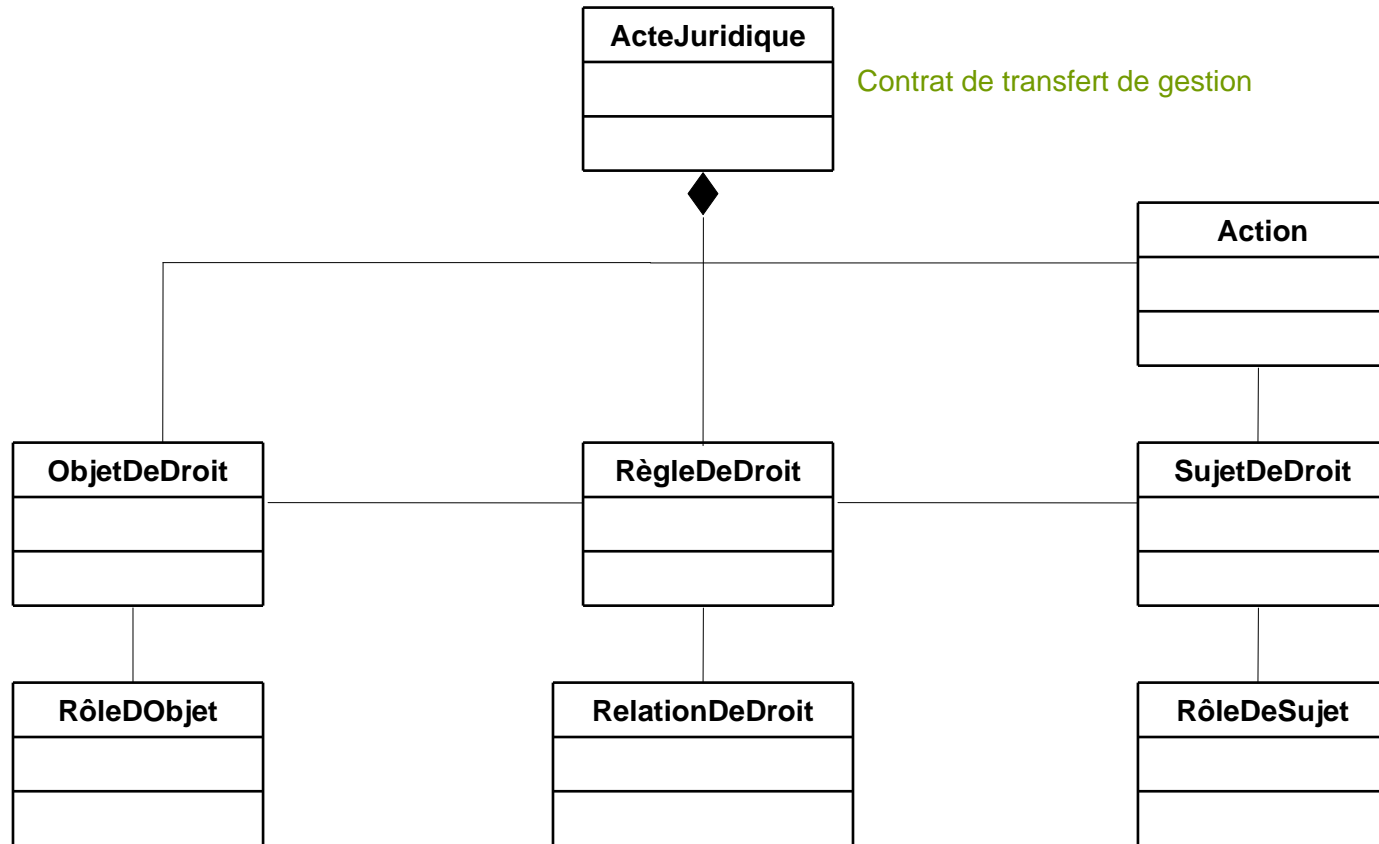 ActeJuridique
Contrat de transfert de gestion
Action
ObjetDeDroit
RègleDeDroit
SujetDeDroit
RôleDObjet
RelationDeDroit
RôleDeSujet